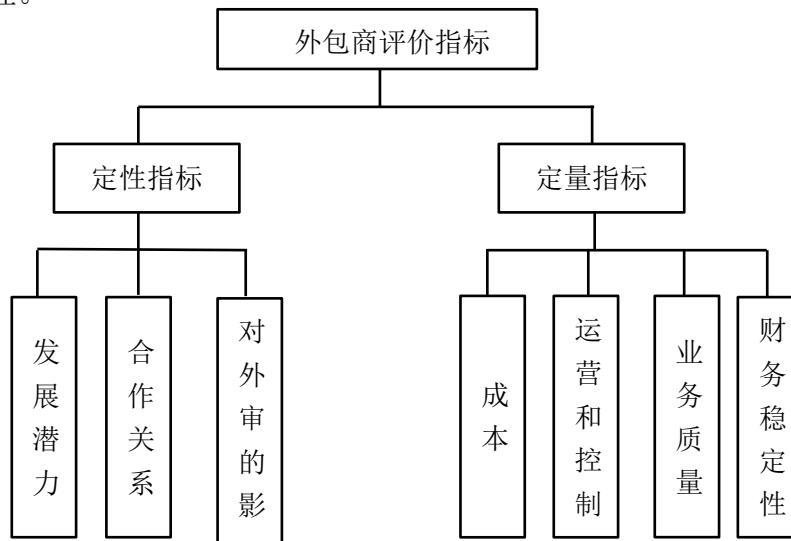 外包商评价指标
定性指标
定量指标
发展潜力
合作关系
对外审的影
成本
运营和控制
业务质量
财务稳定性